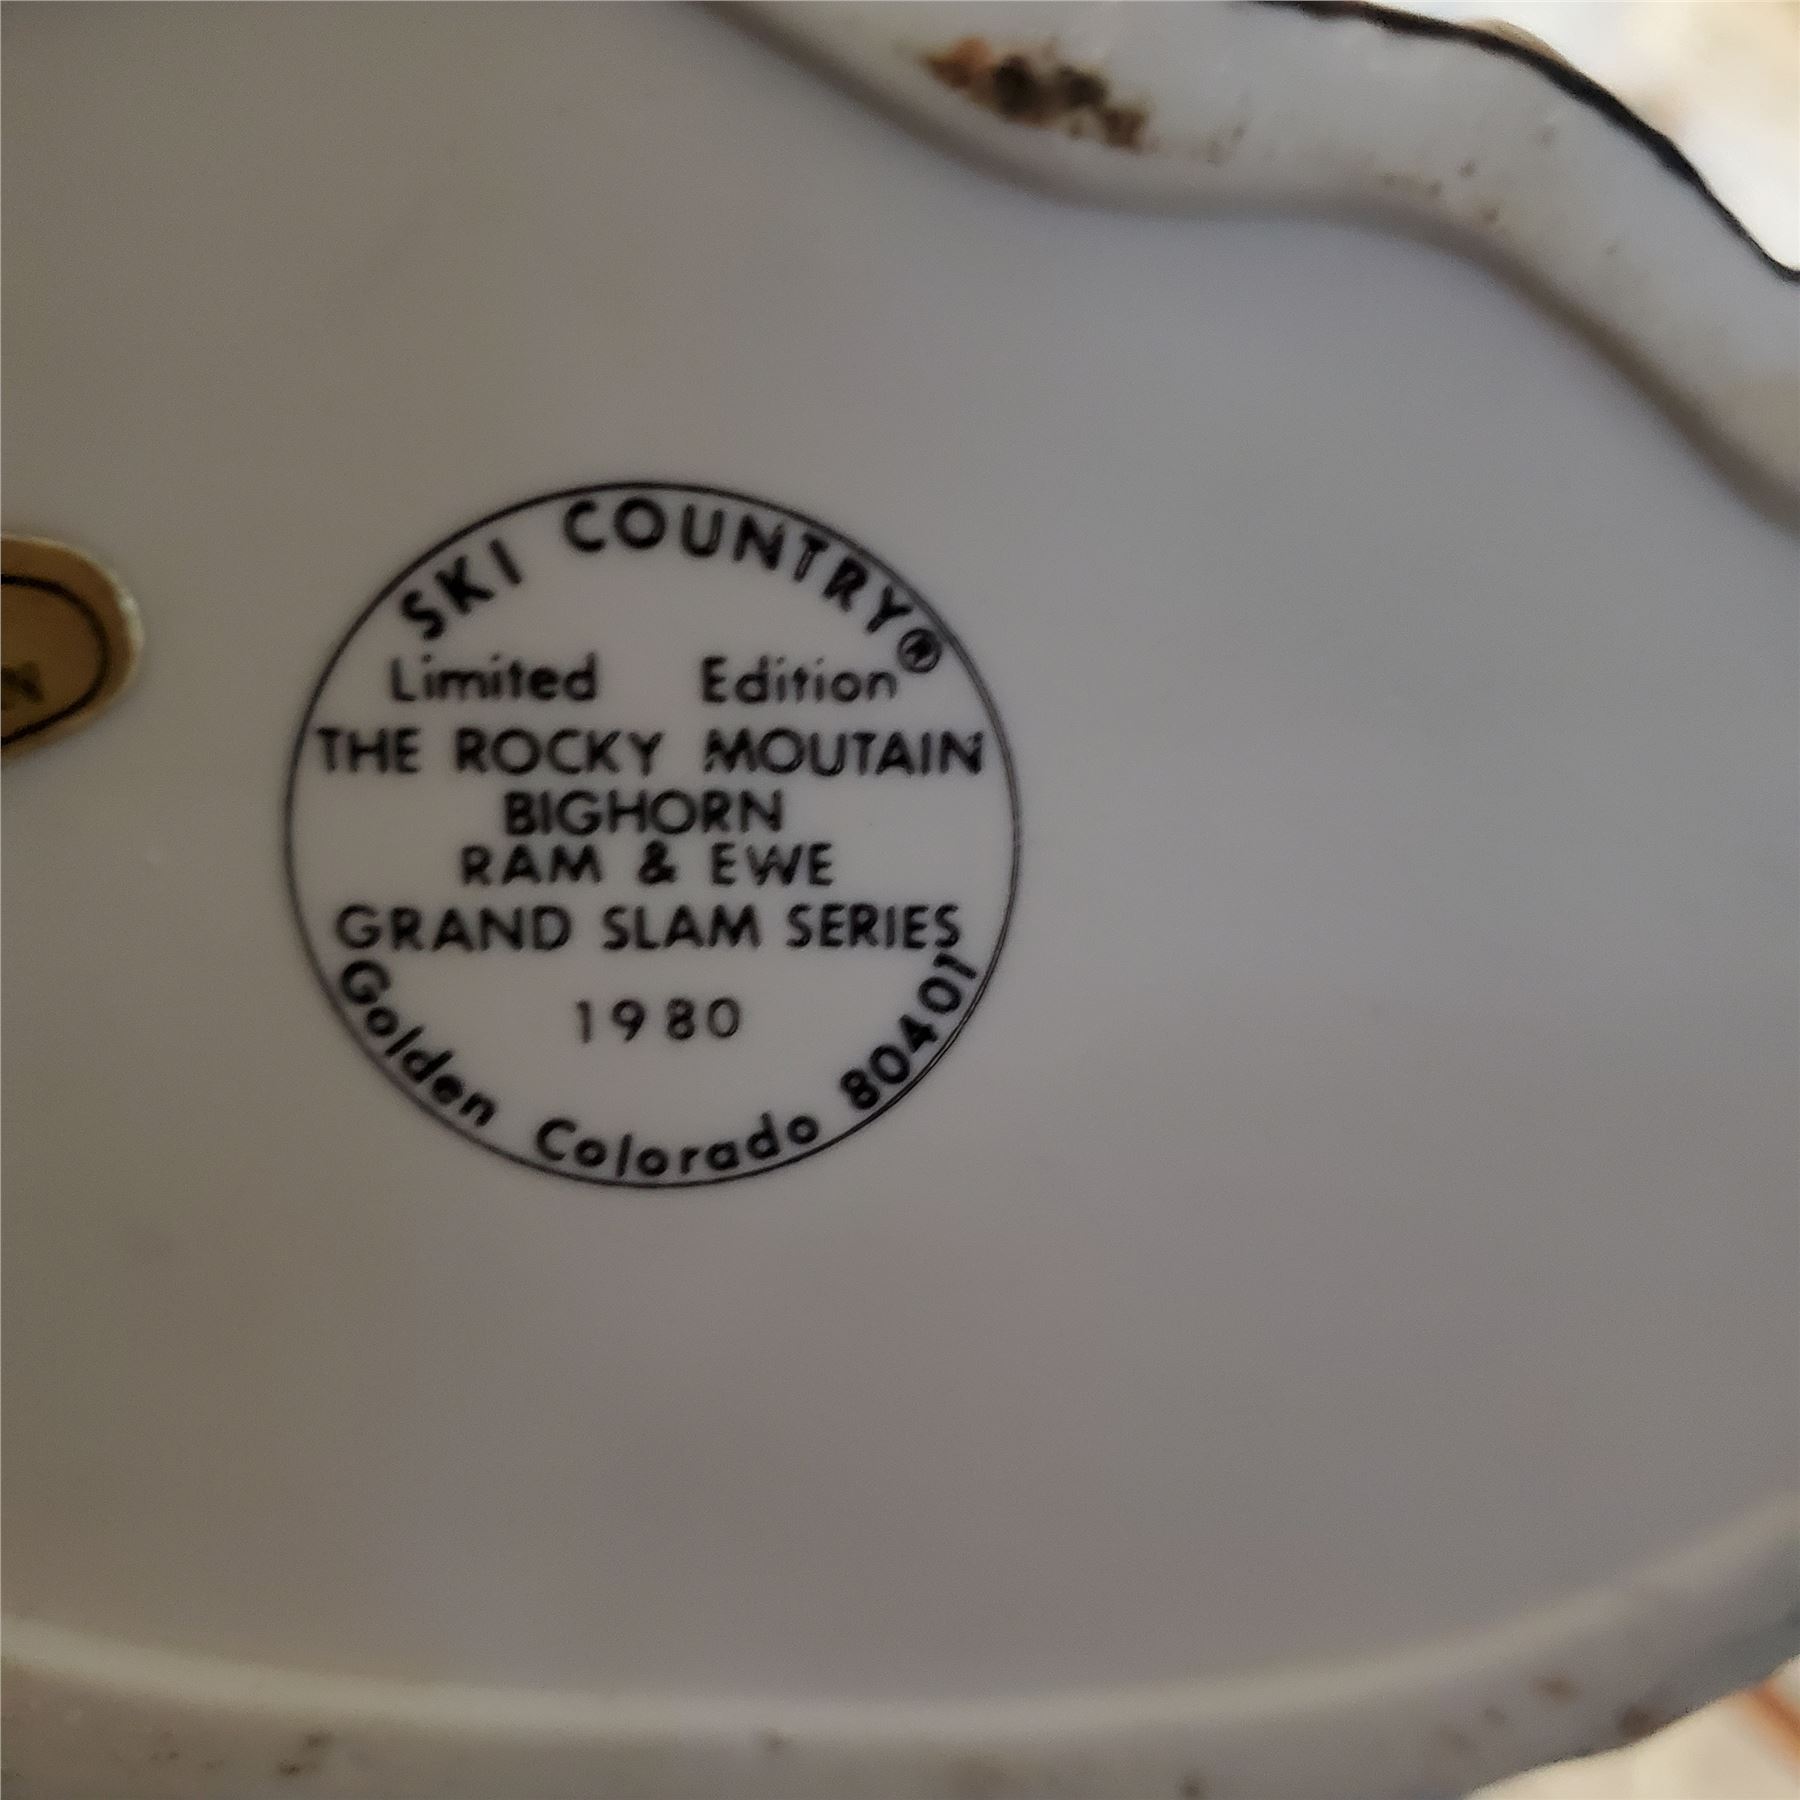 SKI COUNTRY®
Limited Edition
THE ROCKY MOUTAIN
BIGHORN
RAM & EWE
GRAND SLAM SERIES
1980
Golden Colorado 80401